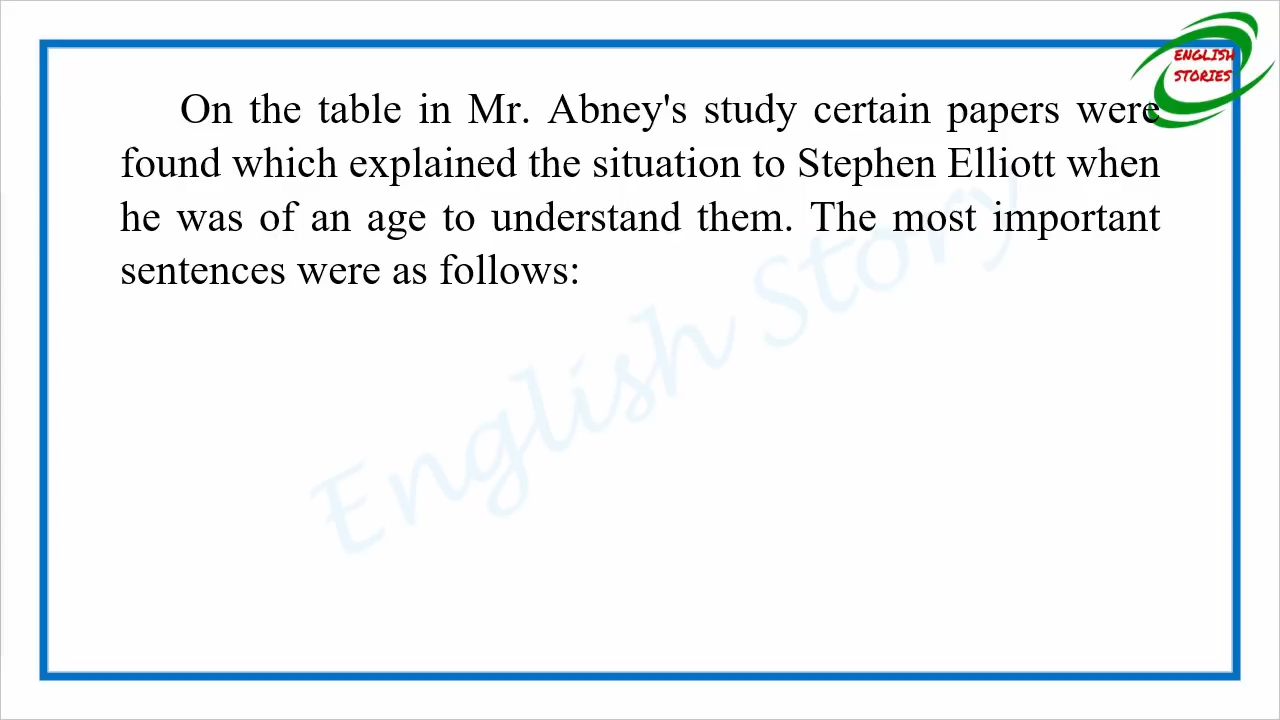 ENGLISH
STORIES
On the table in Mr. Abney's study certain papers were
found which explained the situation to Stephen Elliott when
he was of an age to understand them. The most important
sentences were as follows:
English Story